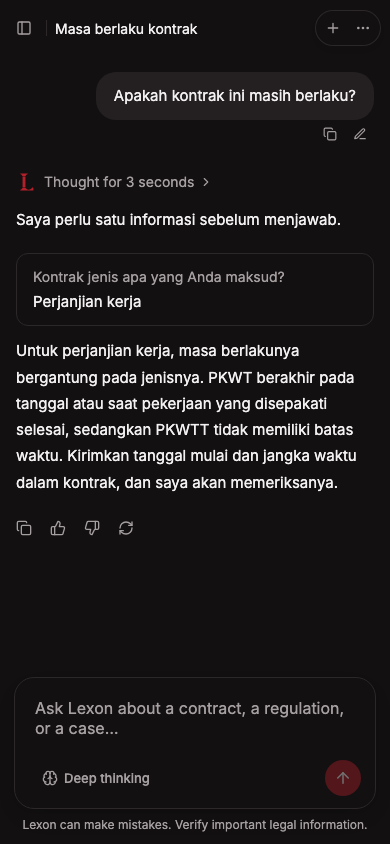 Masa berlaku kontrak
Apakah kontrak ini masih berlaku?
L Thought for 3 seconds
Saya perlu satu informasi sebelum menjawab.
Kontrak jenis apa yang Anda maksud?
Perjanjian kerja
Untuk perjanjian kerja, masa berlakunya
bergantung pada jenisnya. PKWT berakhir pada
tanggal atau saat pekerjaan yang disepakati
selesai, sedangkan PKWTT tidak memiliki batas
waktu. Kirimkan tanggal mulai dan jangka waktu
dalam kontrak, dan saya akan memeriksanya.
Ask Lexon about a contract, a regulation,
or a case...
Deep thinking
Lexon can make mistakes. Verify important legal information.